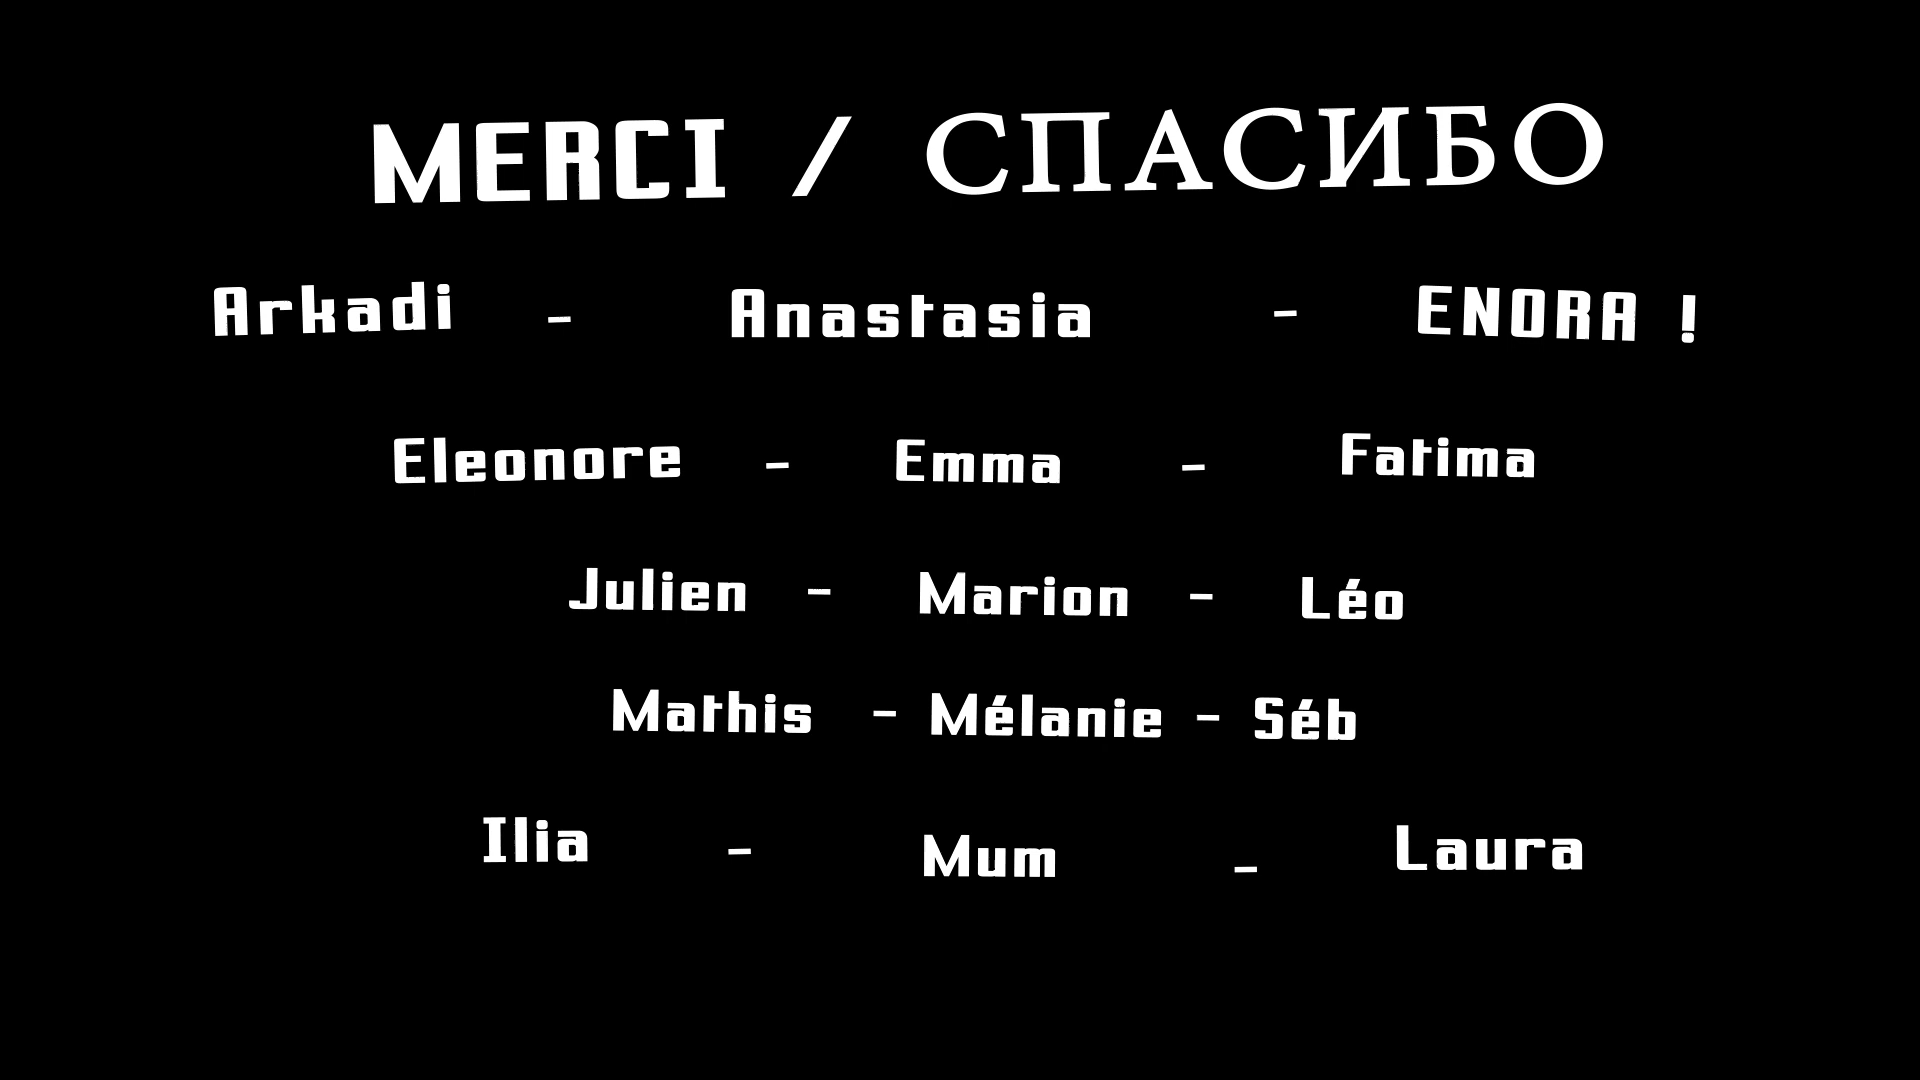 MERCI / СПАСИБО
Arkadi - Anastasia - ENORA !
Eleonore - Emma - Fatima
Julien - Marion - Léo
Mathis - Mélanie - Séb
Ilia - Mum - Laura